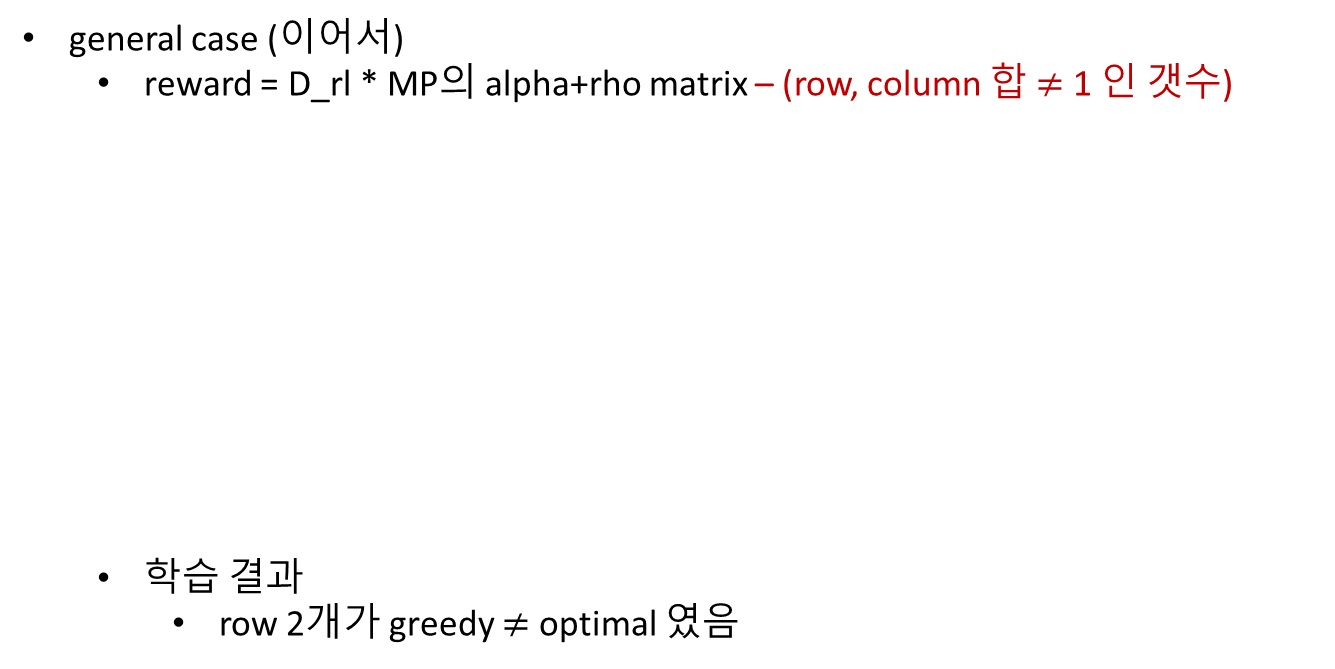 • general case (이어서)
• reward = D_rl * MP의 alpha+rho matrix – (row, column 합 ≠ 1 인 갯수)
• 학습 결과
• row 2개가 greedy ≠ optimal 였음